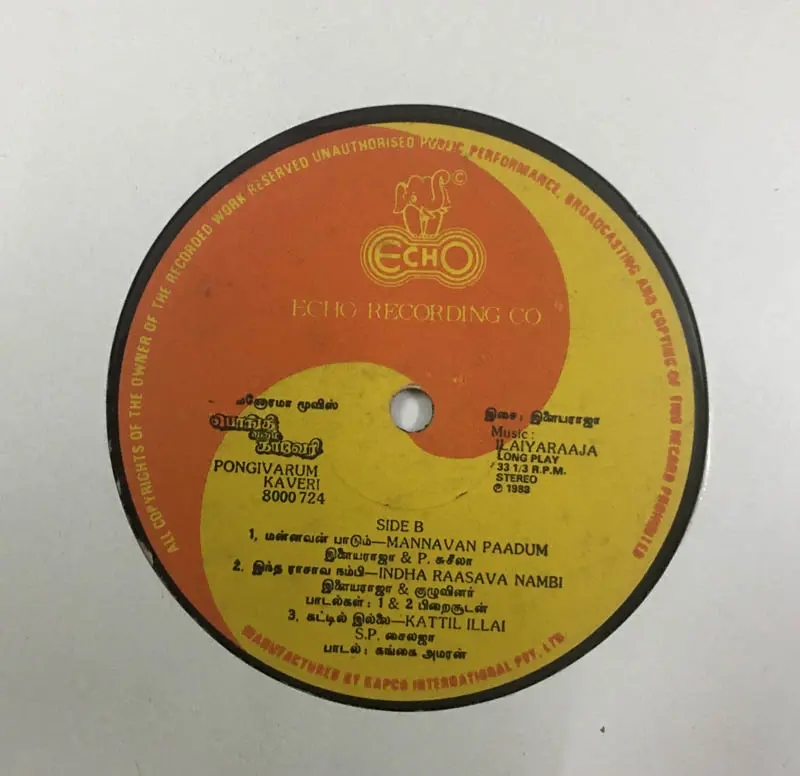 ALL COPYRIGHTS OF THE OWNER OF THE RECORDED WORK RESERVED UNAUTHORISED PUBLIC PERFORMANCE, BROADCASTING AND COPYING OF THIS RECORD PROHIBITED
©
ECHO
ECHO RECORDING CO
மனோரமா மூவிஸ்
பொங்கி
வரும்
காவேரி
PONGIVARUM
KAVERI
8000 724
இசை : இளையராஜா
Music :
ILAIYARAAJA
LONG PLAY
33 1/3 R.P.M.
STEREO
℗ 1988
SIDE B
1, மன்னவன் பாடும்—MANNAVAN PAADUM
இளையராஜா & P. சுசீலா
2. இந்த ராசாவ நம்பி—INDHA RAASAVA NAMBI
இளையராஜா & குழுவினர்
பாடல்கள் : 1 & 2 பிறைசூடன்
3. கட்டில் இல்லை—KATTIL ILLAI
S.P. சைலஜா
பாடல் : கங்கை அமரன்
MANUFACTURED BY KAPCO INTERNATIONAL PVT. LTD.